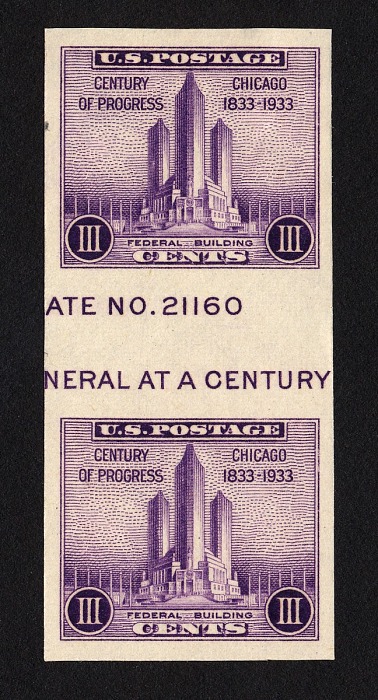 U.S. POSTAGE
CENTURY CHICAGO
OF PROGRESS 1833-1933
III III
FEDERAL BUILDING
CENTS
ATE NO. 21160
NERAL AT A CENTURY
U.S. POSTAGE
CENTURY CHICAGO
OF PROGRESS 1833-1933
III III
FEDERAL BUILDING
CENTS